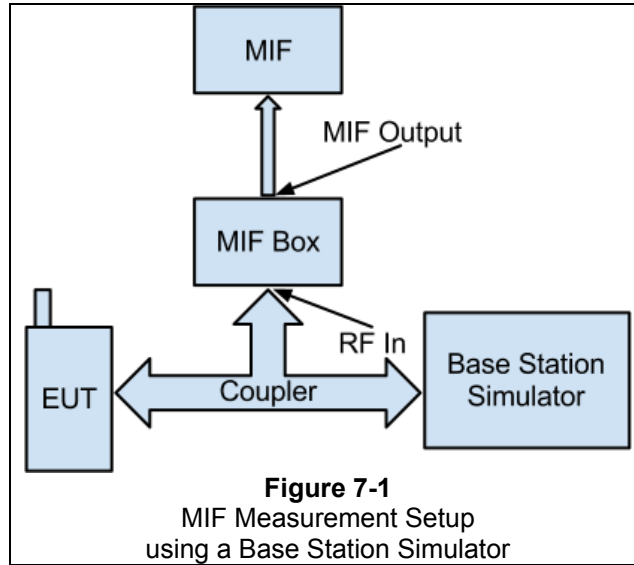 MIF
MIF Output
MIF Box
RF In
EUT
Coupler
Base Station
Simulator
Figure 7-1
MIF Measurement Setup
using a Base Station Simulator